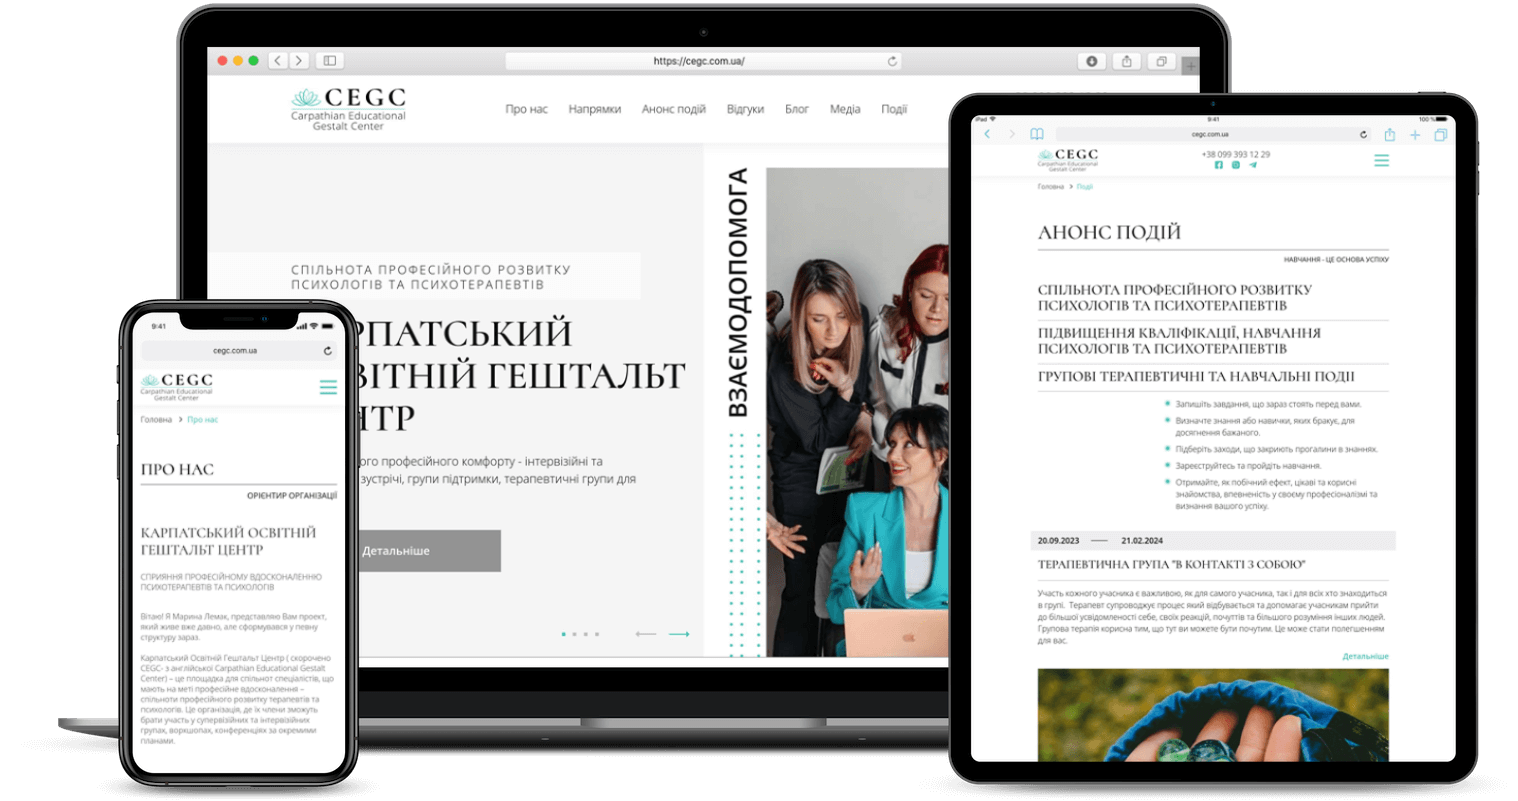 https://cegc.com.ua/
CEGC
Carpathian Educational
Gestalt Center
Про нас
Напрямки
Анонс подій
Відгуки
Блог
Медіа
Події
СПІЛЬНОТА ПРОФЕСІЙНОГО РОЗВИТКУ
ПСИХОЛОГІВ ТА ПСИХОТЕРАПЕВТІВ
РПАТСЬКИЙ
ВІТНІЙ ГЕШТАЛЬТ
НТР
ого професійного комфорту - інтервізійні та
зустрічі, групи підтримки, терапевтичні групи для
Детальніше
ВЗАЄМОДОПОМОГА
9:41
cegc.com.ua
CEGC
Carpathian Educational
Gestalt Center
Головна > Про нас
ПРО НАС
ОРІЄНТИР ОРГАНІЗАЦІЇ
КАРПАТСЬКИЙ ОСВІТНІЙ
ГЕШТАЛЬТ ЦЕНТР
СПРИЯННЯ ПРОФЕСІЙНОМУ ВДОСКОНАЛЕННЮ
ПСИХОТЕРАПЕВТІВ ТА ПСИХОЛОГІВ
Вітаю! Я Марина Лемак, представляю Вам проект,
який живе вже давно, але сформувався у певну
структуру зараз.
Карпатський Освітній Гештальт Центр ( скорочено
CEGC- з англійської Carpathian Educational Gestalt
Center) – це площадка для спільнот спеціалістів, що
мають на меті професійне вдосконалення –
спільноти професійного розвитку терапевтів та
психологів. Це організація, де їх члени зможуть
брати участь у супервізійних та інтервізійних
групах, воркшопах, конференціях за окремими
планами.
iPad
9:41
100 %
cegc.com.ua
CEGC
Carpathian Educational
Gestalt Center
+38 099 393 12 29
Головна > Події
АНОНС ПОДІЙ
НАВЧАННЯ - ЦЕ ОСНОВА УСПІХУ
СПІЛЬНОТА ПРОФЕСІЙНОГО РОЗВИТКУ
ПСИХОЛОГІВ ТА ПСИХОТЕРАПЕВТІВ
ПІДВИЩЕННЯ КВАЛІФІКАЦІЇ, НАВЧАННЯ
ПСИХОЛОГІВ ТА ПСИХОТЕРАПЕВТІВ
ГРУПОВІ ТЕРАПЕВТИЧНІ ТА НАВЧАЛЬНІ ПОДІЇ
Запишіть завдання, що зараз стоять перед вами.
Визначте знання або навички, яких бракує, для
досягнення бажаного.
Підберіть заходи, що закриють прогалини в знаннях.
Зареєструйтесь та пройдіть навчання.
Отримайте, як побічний ефект, цікаві та корисні
знайомства, впевненість у своєму професіоналізмі та
визнання вашого успіху.
20.09.2023 — 21.02.2024
ТЕРАПЕВТИЧНА ГРУПА "В КОНТАКТІ З СОБОЮ"
Участь кожного учасника є важливою, як для самого учасника, так і для всіх хто знаходиться
в групі. Терапевт супроводжує процес який відбувається та допомагає учасникам прийти
до більшої усвідомленості себе, своїх реакцій, почуттів та більшого розуміння інших людей.
Групова терапія корисна тим, що тут ви можете бути почутим. Це може стати полегшенням
для вас.
Детальніше